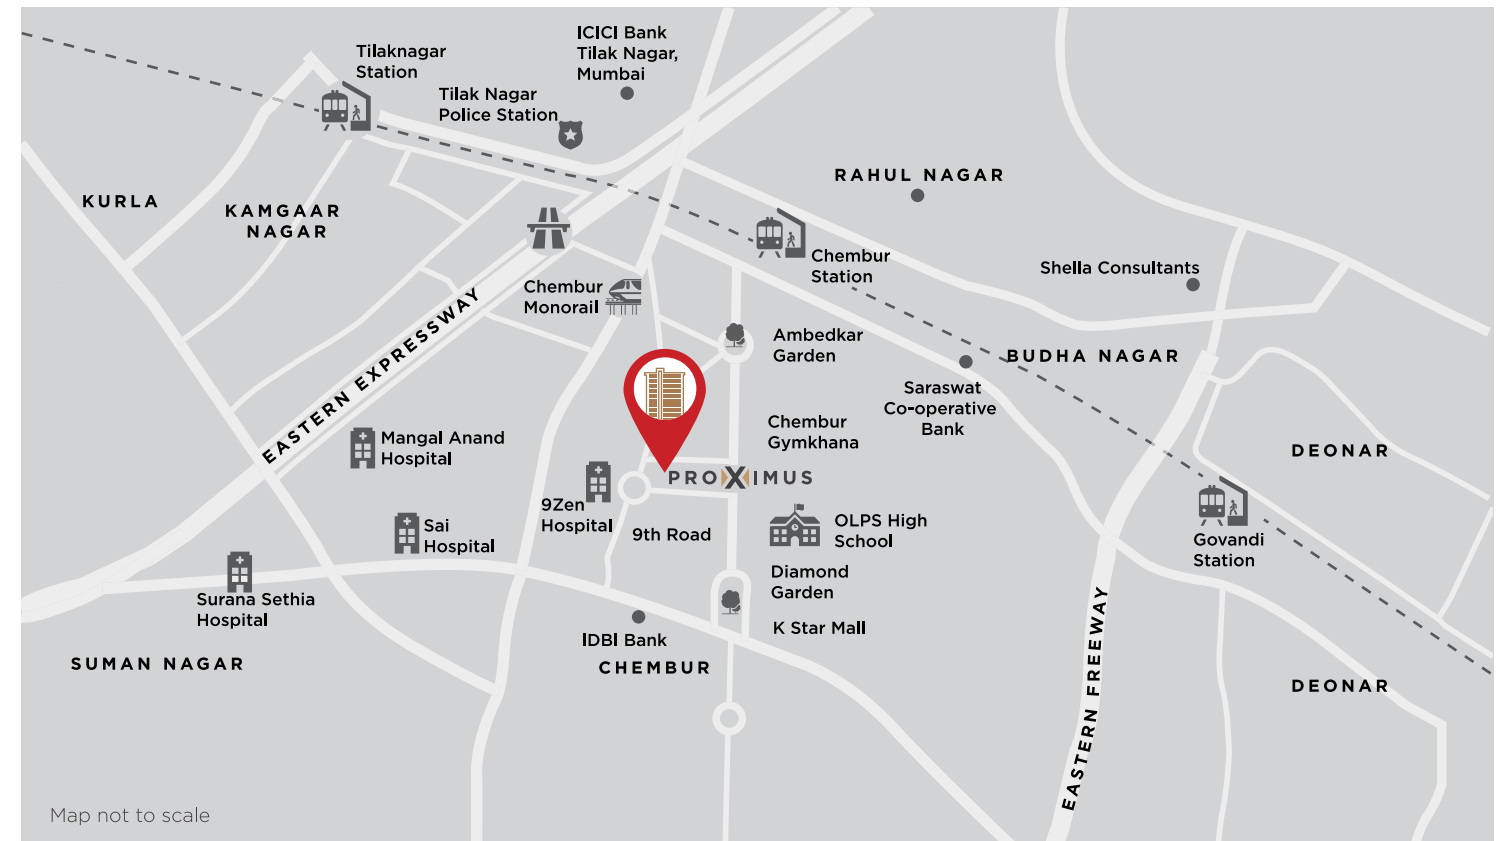 ICICI Bank
Tilak Nagar,
Mumbai
Tilaknagar
Station
Tilak Nagar
Police Station
RAHUL NAGAR
KURLA
KAMGAAR
NAGAR
Chembur
Station
Shella Consultants
Chembur
Monorail
EASTERN EXPRESSWAY
Ambedkar
Garden
BUDHA NAGAR
Saraswat
Co-operative
Bank
Chembur
Gymkhana
Mangal Anand
Hospital
DEONAR
PROXIMUS
9Zen
Hospital
9th Road
OLPS High
School
Sai
Hospital
Govandi
Station
Diamond
Garden
Surana Sethia
Hospital
K Star Mall
IDBI Bank
CHEMBUR
SUMAN NAGAR
EASTERN FREEWAY
DEONAR
Map not to scale